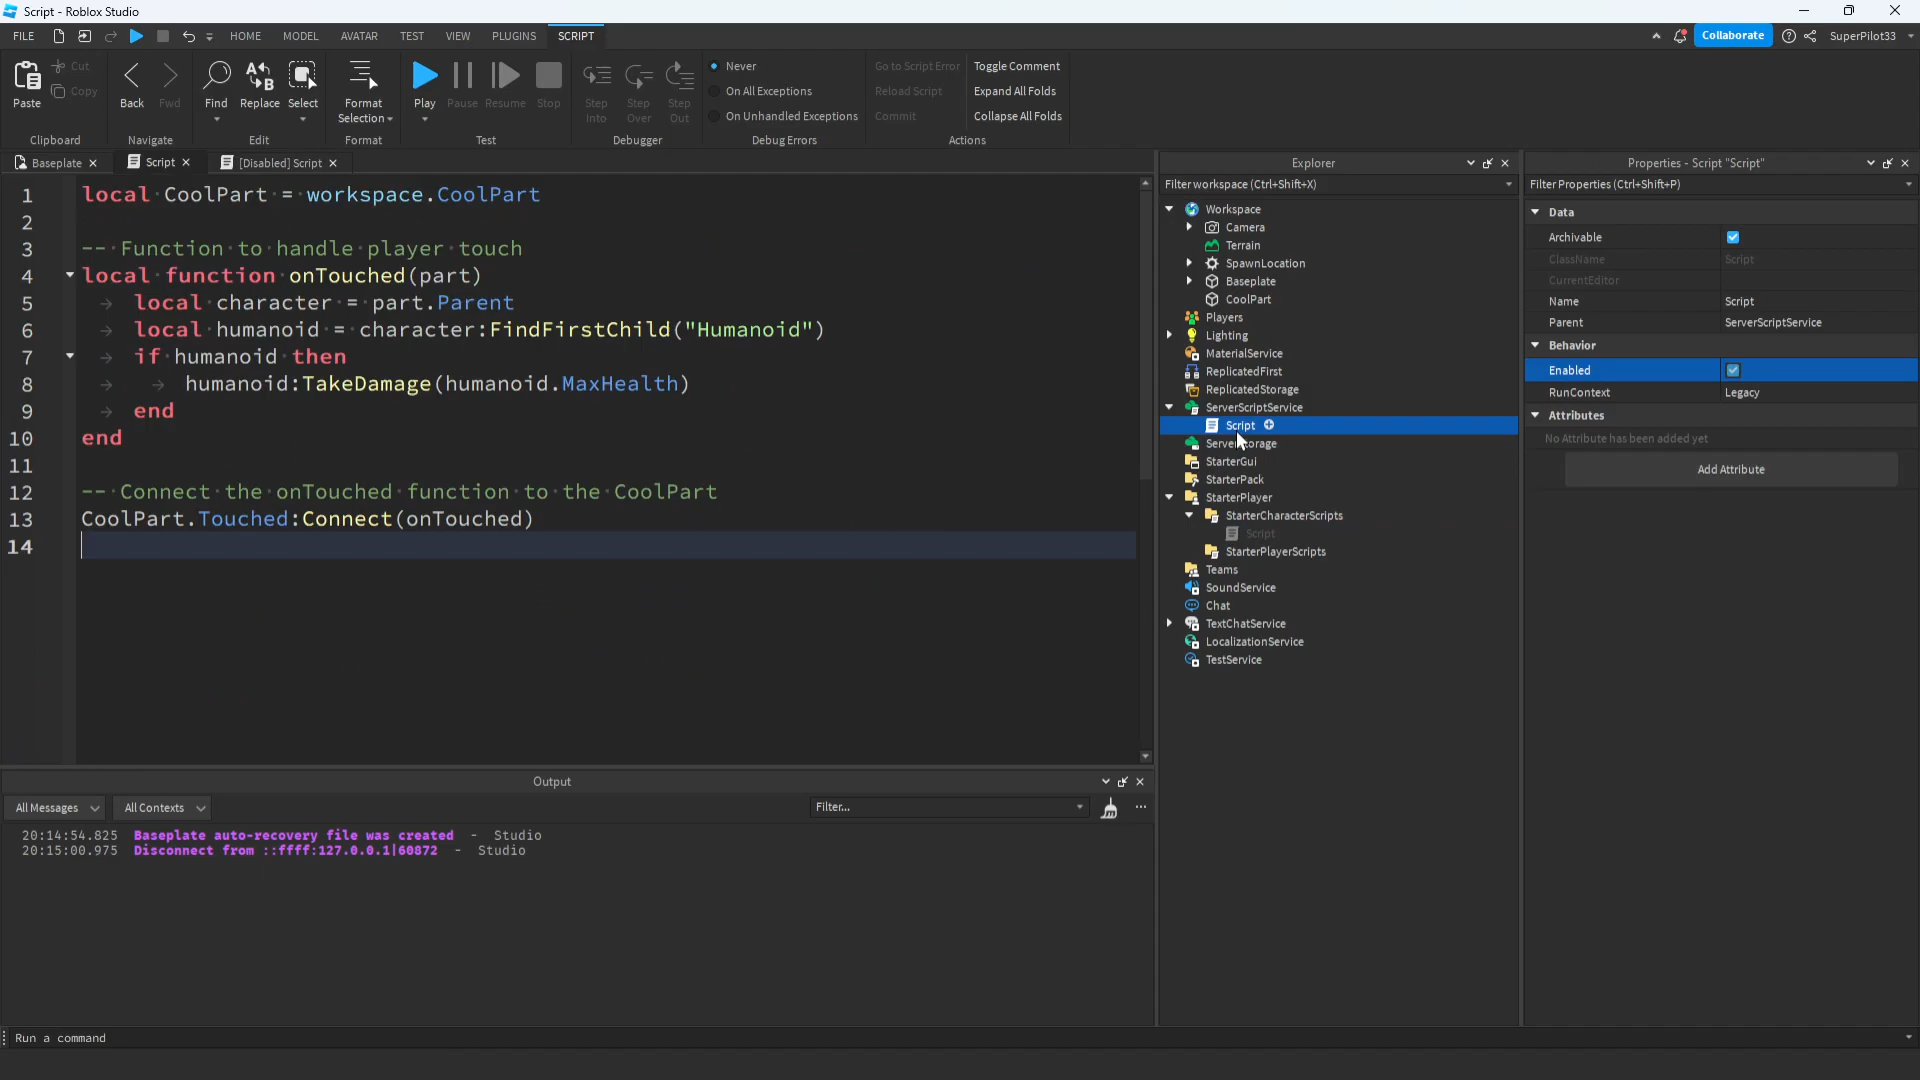 Script - Roblox Studio
FILE HOME MODEL AVATAR TEST VIEW PLUGINS SCRIPT Collaborate SuperPilot33
Paste Cut Copy
Clipboard
Back Fwd
Navigate
Find Replace Select
Edit
Format Selection
Format
Play Pause Resume Stop
Test
Step Into Step Over Step Out
Debugger
Never
On All Exceptions
On Unhandled Exceptions
Debug Errors
Go to Script Error
Reload Script
Commit
Toggle Comment
Expand All Folds
Collapse All Folds
Actions
Baseplate Script [Disabled] Script
1 local CoolPart = workspace.CoolPart
2
3 -- Function to handle player touch
4 local function onTouched(part)
5 local character = part.Parent
6 local humanoid = character:FindFirstChild("Humanoid")
7 if humanoid then
8 humanoid:TakeDamage(humanoid.MaxHealth)
9 end
10 end
11
12 -- Connect the onTouched function to the CoolPart
13 CoolPart.Touched:Connect(onTouched)
14
Output
All Messages All Contexts Filter...
20:14:54.825 Baseplate auto-recovery file was created - Studio
20:15:00.975 Disconnect from ::ffff:127.0.0.1|60872 - Studio
Run a command
Explorer
Filter workspace (Ctrl+Shift+X)
Workspace
Camera
Terrain
SpawnLocation
Baseplate
CoolPart
Players
Lighting
MaterialService
ReplicatedFirst
ReplicatedStorage
ServerScriptService
Script
ServerStorage
StarterGui
StarterPack
StarterPlayer
StarterCharacterScripts
Script
StarterPlayerScripts
Teams
SoundService
Chat
TextChatService
LocalizationService
TestService
Properties - Script "Script"
Filter Properties (Ctrl+Shift+P)
Data
Archivable
ClassName Script
CurrentEditor
Name Script
Parent ServerScriptService
Behavior
Enabled
RunContext Legacy
Attributes
No Attribute has been added yet
Add Attribute